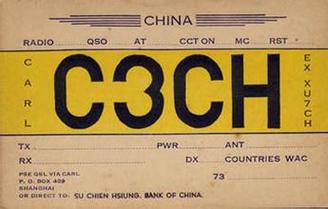 CHINA
RADIO QSO AT CCT ON MC RST
CARL
C3CH
EX XU7CH
TX PWR ANT
RX DX COUNTRIES WAC
PSE QSL VIA CARL
P. O. BOX 409
SHANGHAI
73
OR DIRECT TO: SU CHIEN HSIUNG. BANK OF CHINA.